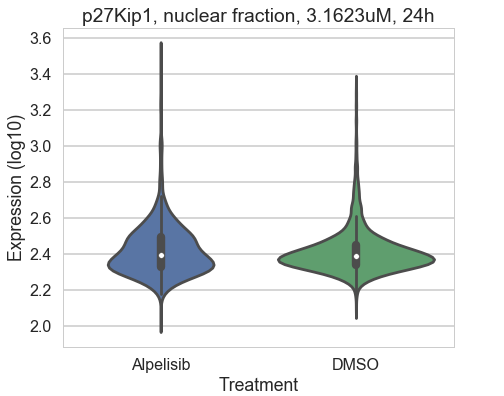 p27Kip1, nuclear fraction, 3.1623uM, 24h
3.6
3.4
3.2
3.0
2.8
2.6
2.4
2.2
2.0
Expression (log10)
Alpelisib DMSO
Treatment